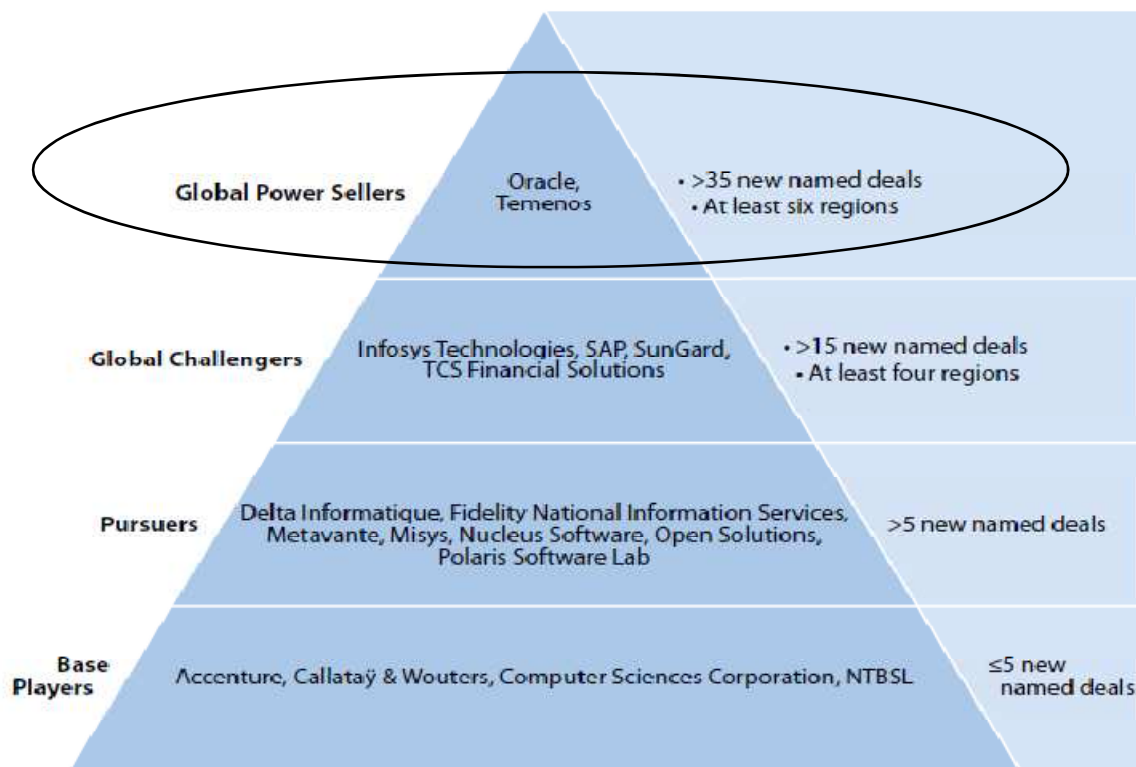 Global Power Sellers
Oracle,
Temenos
• >35 new named deals
• At least six regions
Global Challengers
Infosys Technologies, SAP, SunGard,
TCS Financial Solutions
• >15 new named deals
• At least four regions
Pursuers
Delta Informatique, Fidelity National Information Services,
Metavante, Misys, Nucleus Software, Open Solutions,
Polaris Software Lab
>5 new named deals
Base
Players
Accenture, Callataÿ & Wouters, Computer Sciences Corporation, NTBSL
≤5 new
named deals